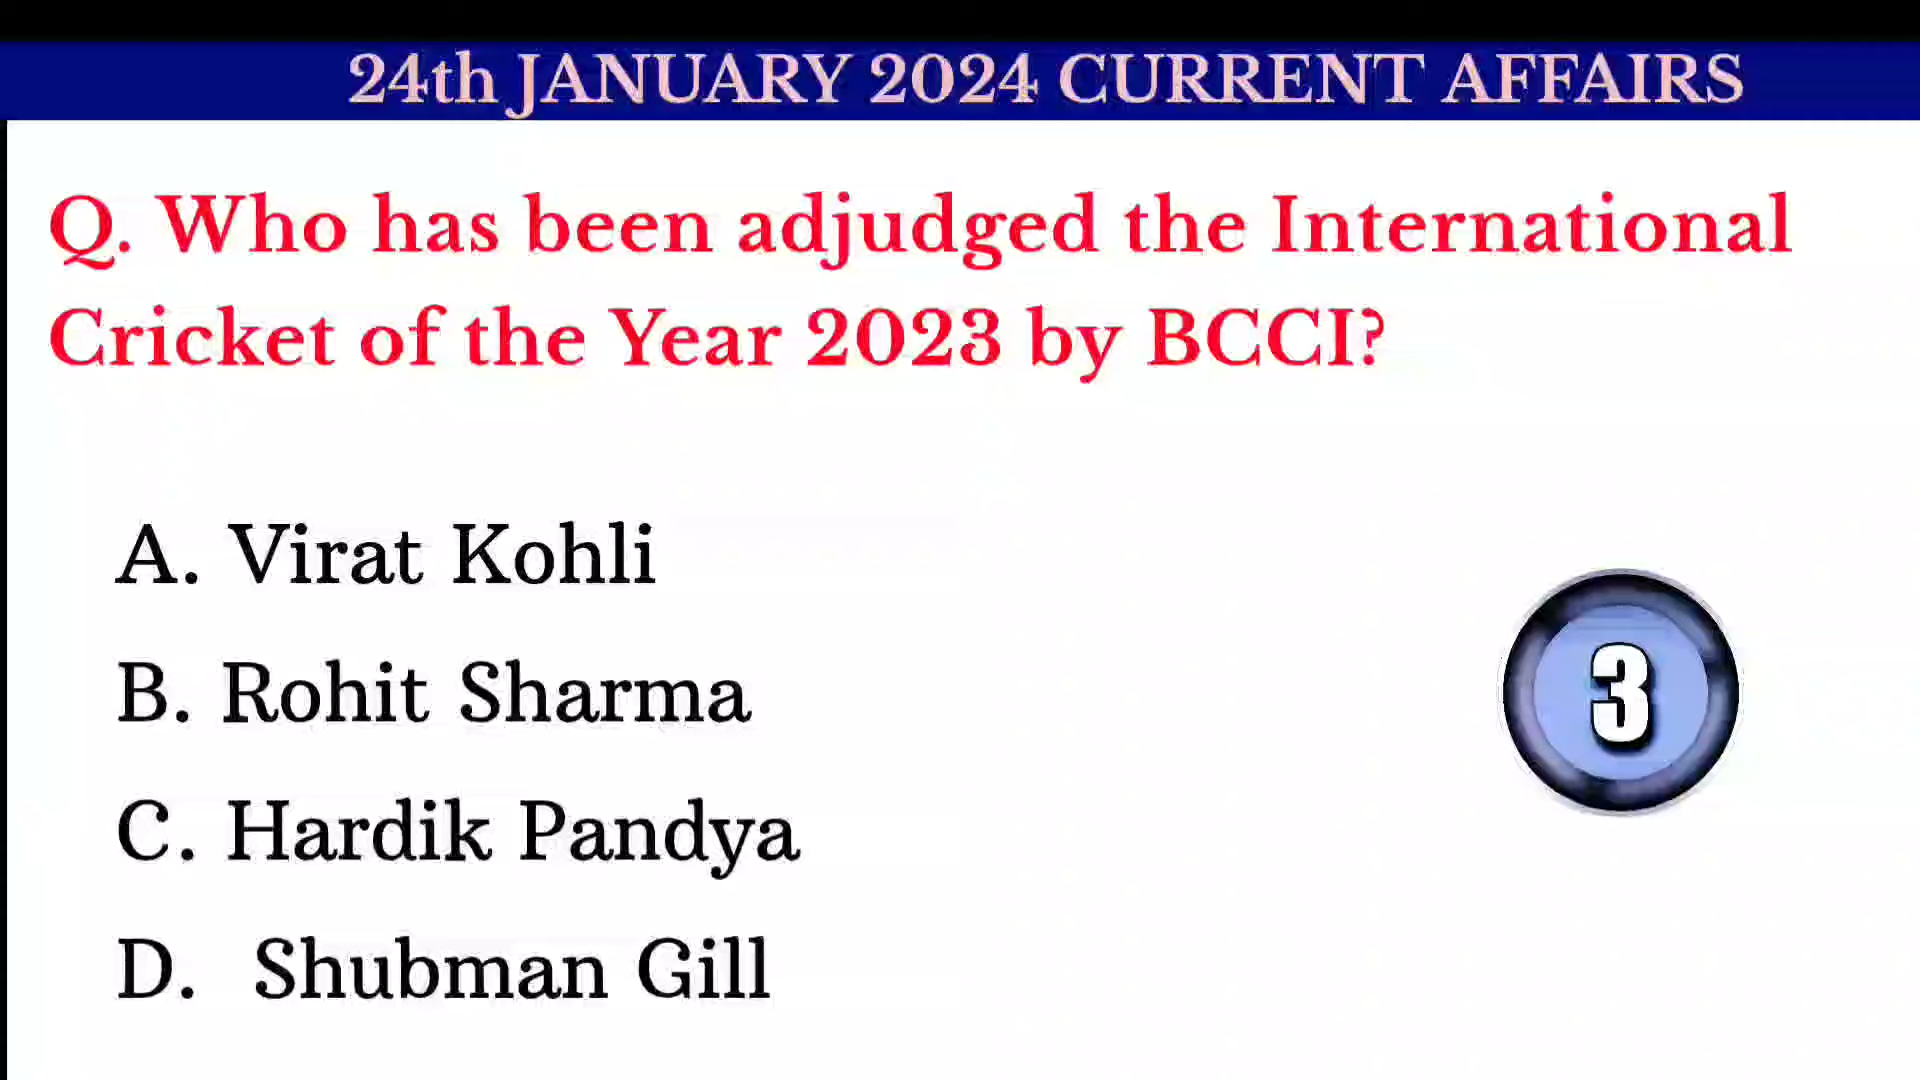 24th JANUARY 2024 CURRENT AFFAIRS
Q. Who has been adjudged the International
Cricket of the Year 2023 by BCCI?
A. Virat Kohli
B. Rohit Sharma
3
C. Hardik Pandya
D. Shubman Gill